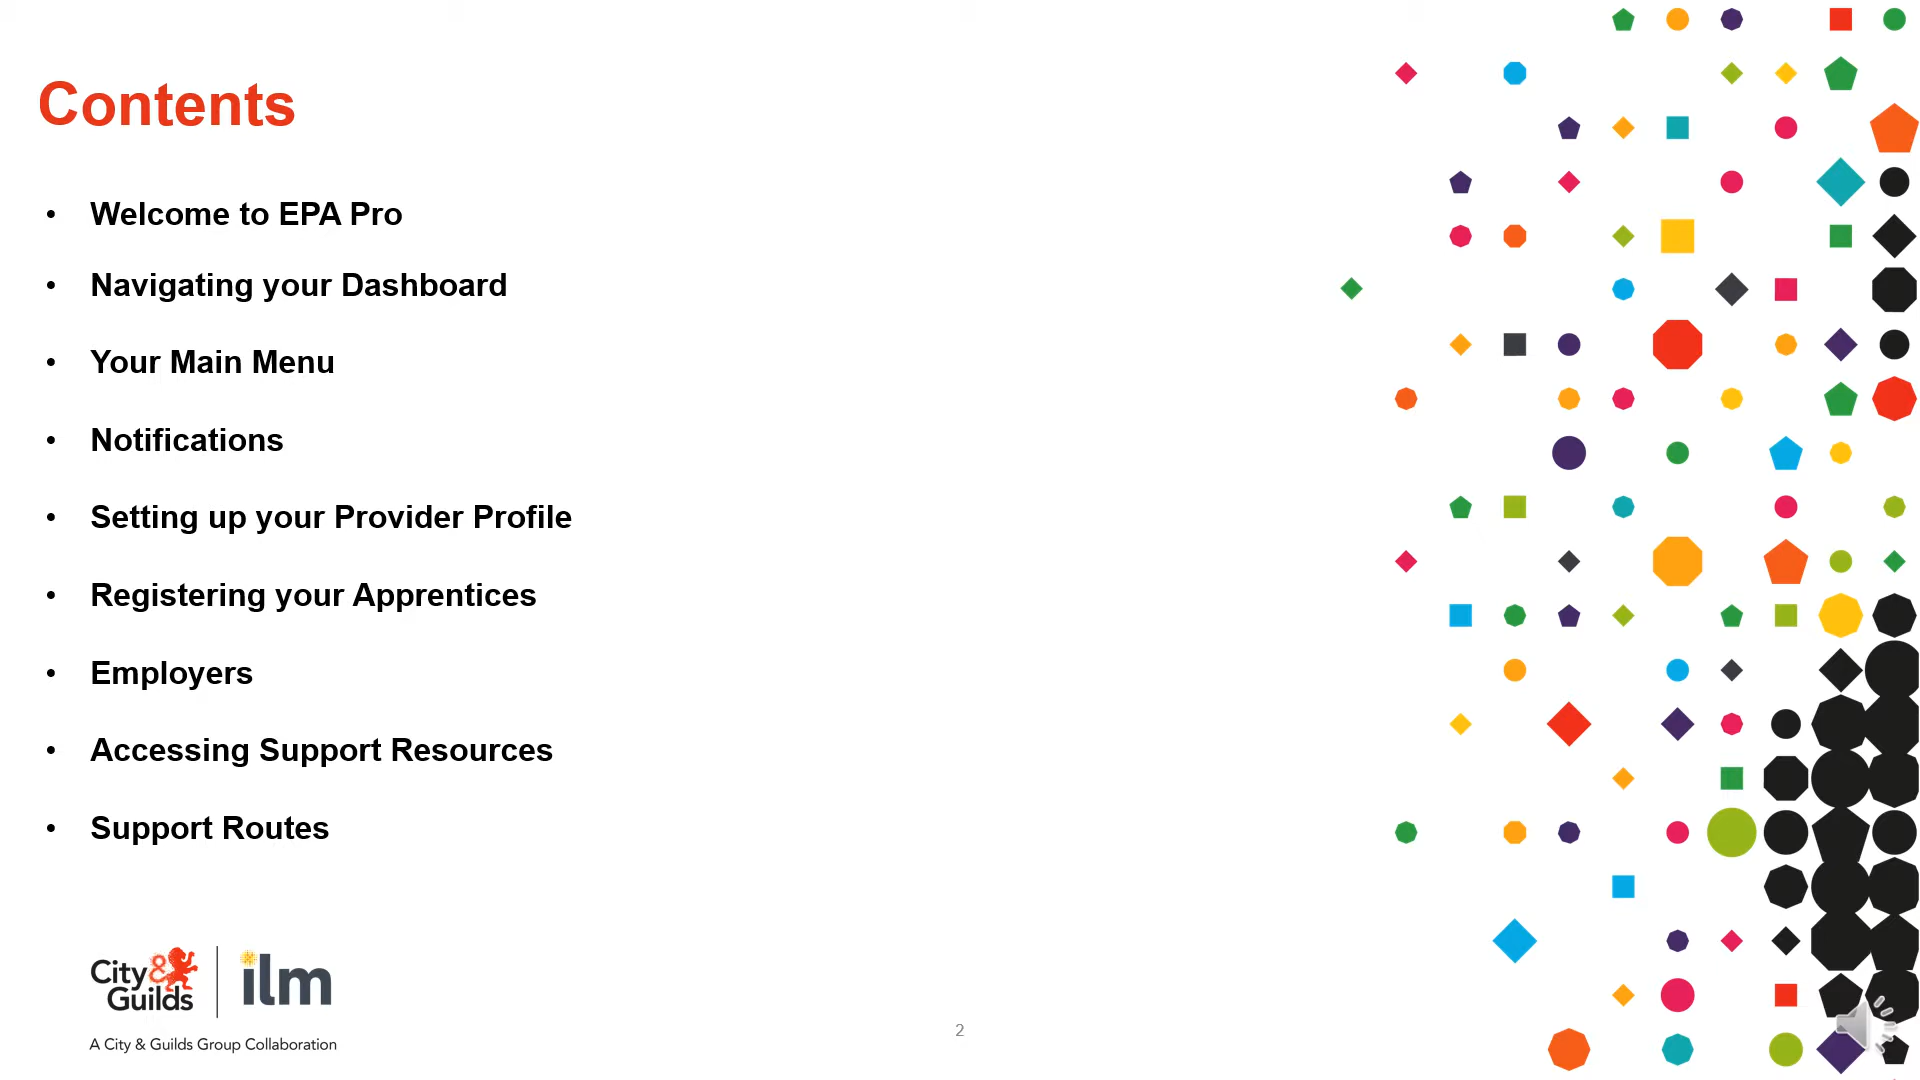 Contents
• Welcome to EPA Pro
• Navigating your Dashboard
• Your Main Menu
• Notifications
• Setting up your Provider Profile
• Registering your Apprentices
• Employers
• Accessing Support Resources
• Support Routes
City &
Guilds
ilm
A City & Guilds Group Collaboration
2